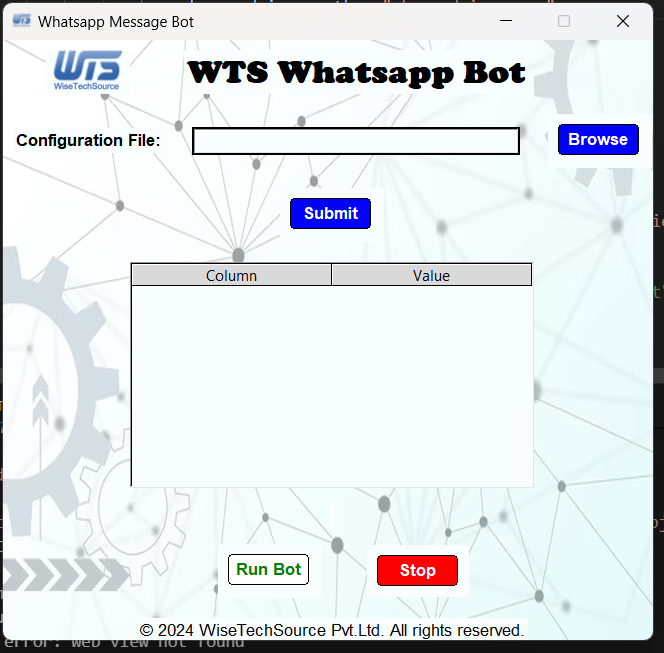 Whatsapp Message Bot
WTS
WiseTechSource
WTS Whatsapp Bot
Configuration File:
Browse
Submit
Column Value
Run Bot
Stop
© 2024 WiseTechSource Pvt.Ltd. All rights reserved.
error: Web view not found